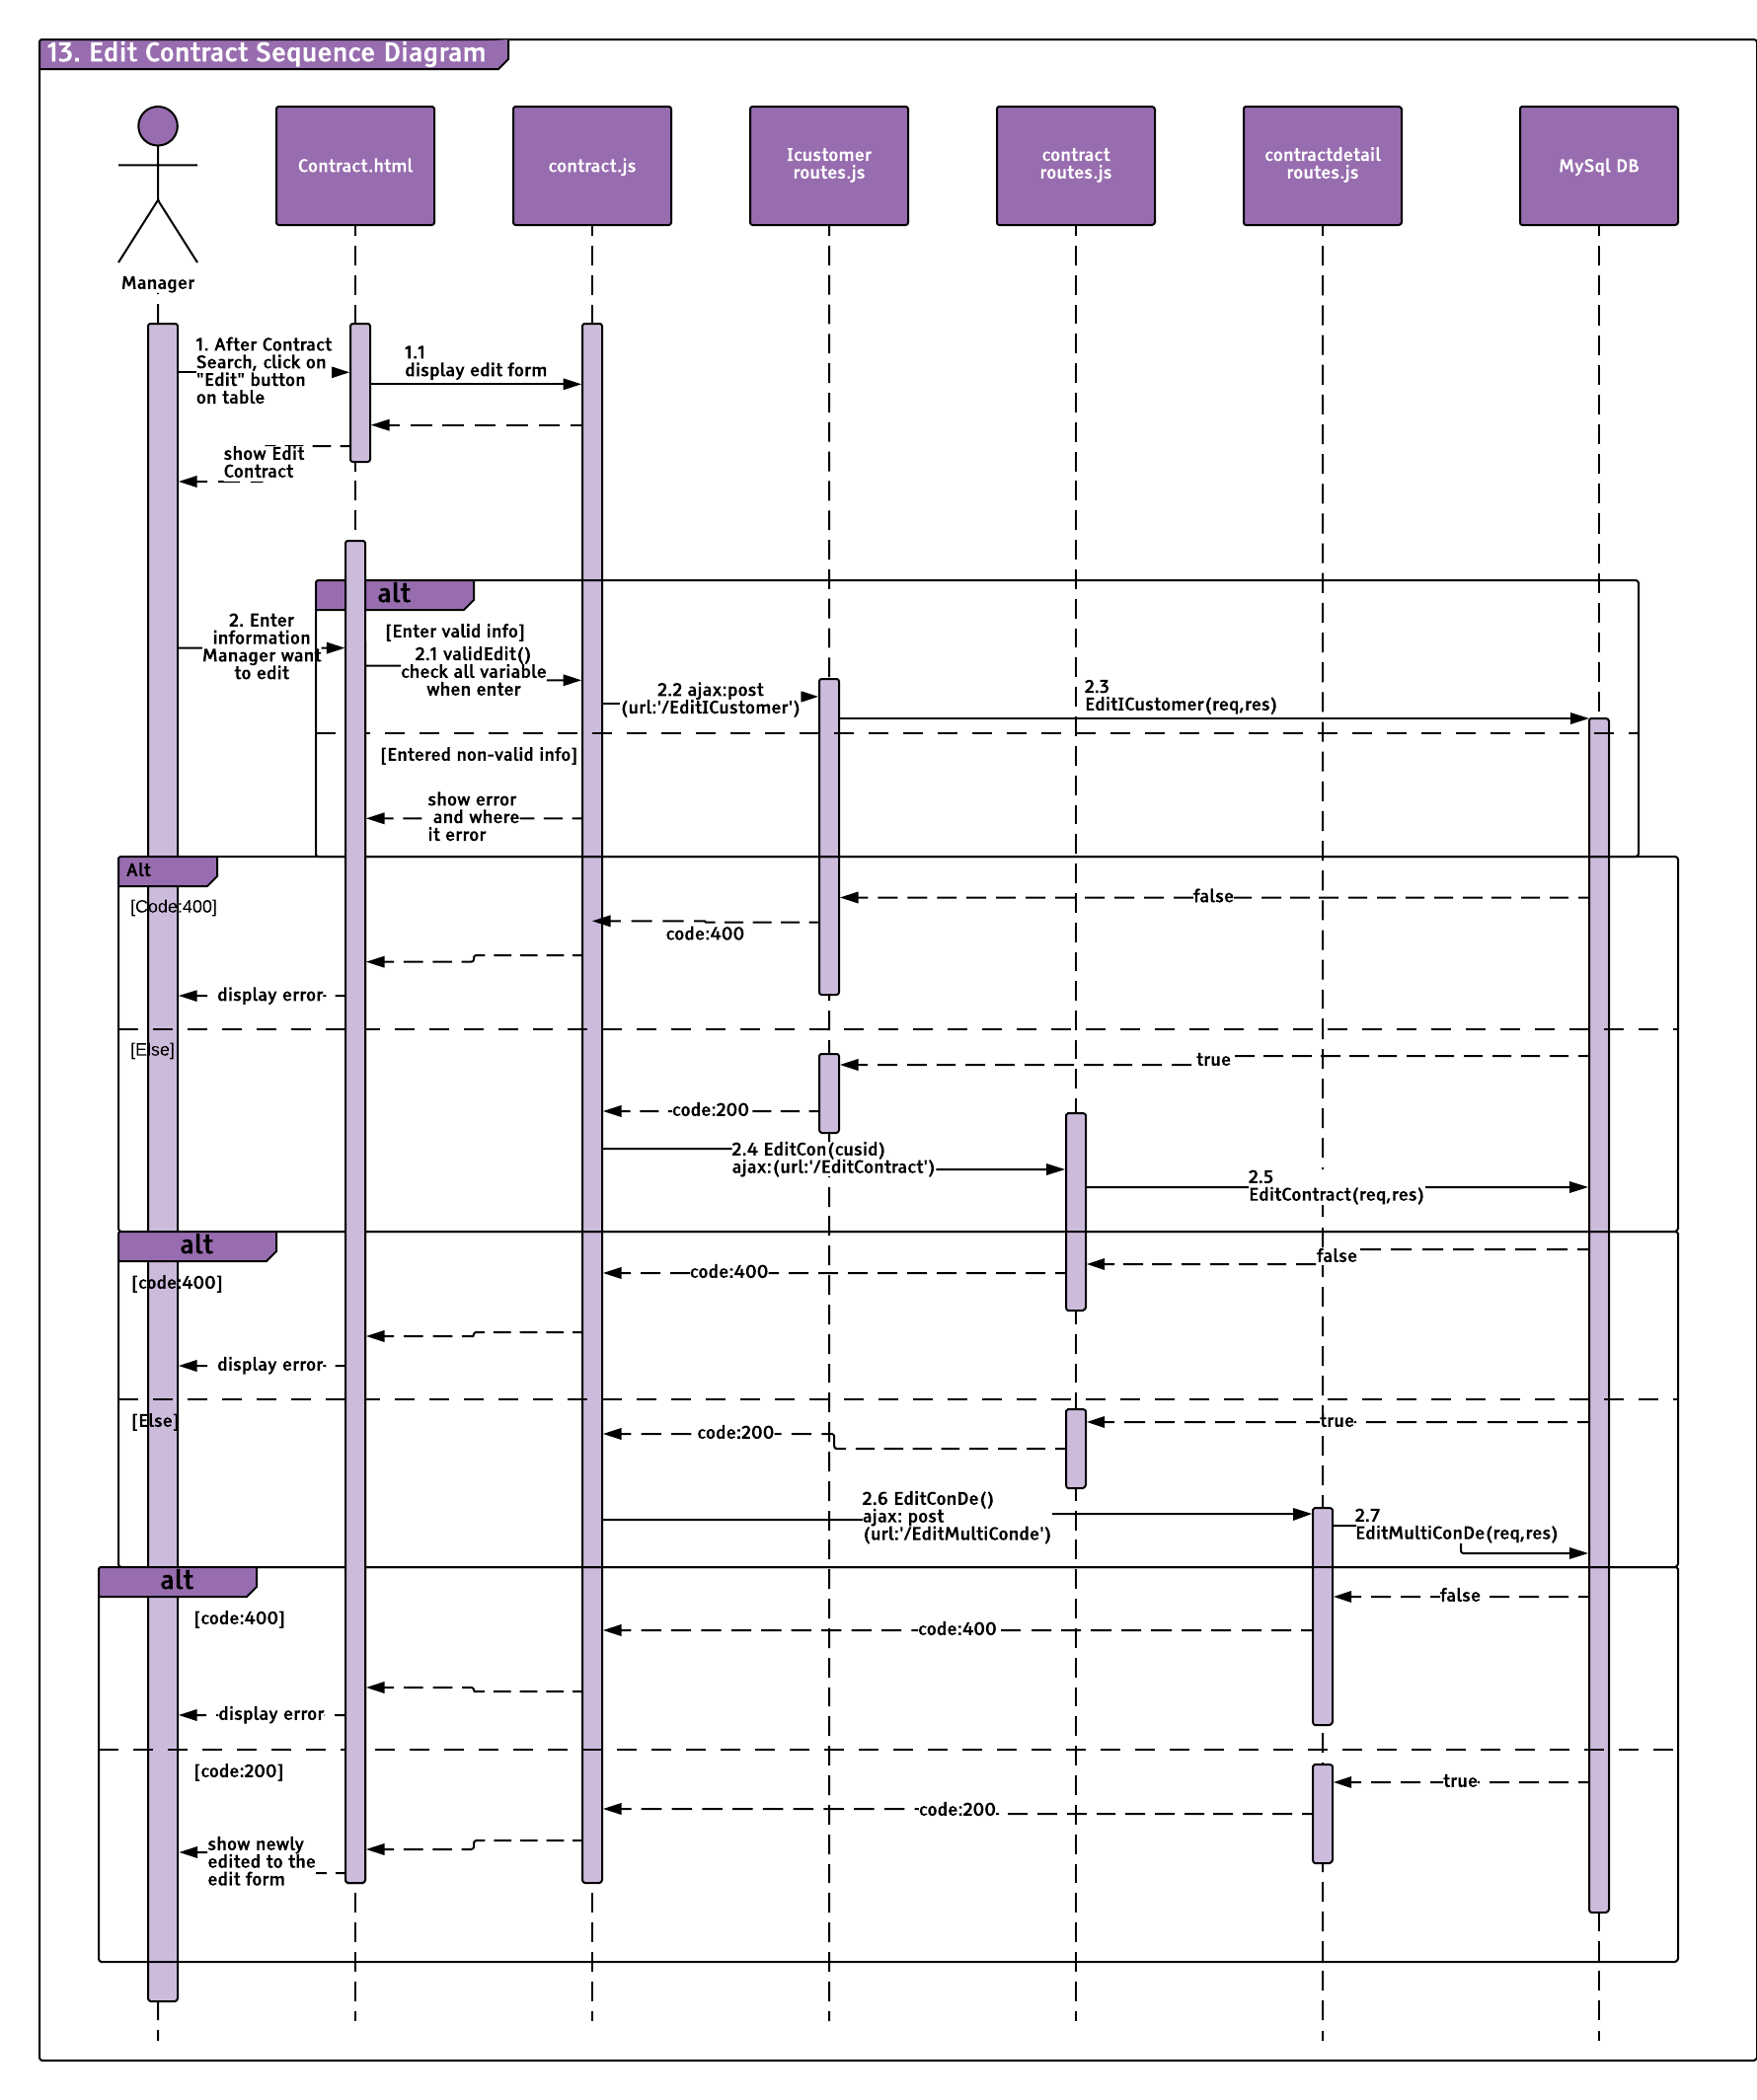 13. Edit Contract Sequence Diagram
Manager
Contract.html
contract.js
Icustomer
routes.js
contract
routes.js
contractdetail
routes.js
MySql DB
1. After Contract
Search, click on
"Edit" button
on table
1.1
display edit form
show Edit
Contract
alt
[Enter valid info]
2. Enter
information
Manager want
to edit
2.1 validEdit()
check all variable
when enter
2.2 ajax:post
(url:'/EditICustomer')
2.3
EditICustomer(req,res)
[Entered non-valid info]
show error
and where
it error
Alt
[Code:400]
false
code:400
display error
[Else]
true
code:200
2.4 EditCon(cusid)
ajax:(url:'/EditContract')
2.5
EditContract(req,res)
alt
[code:400]
false
code:400
display error
[Else]
true
code:200
2.6 EditConDe()
ajax: post
(url:'/EditMultiConde')
2.7
EditMultiConDe(req,res)
alt
[code:400]
false
code:400
display error
[code:200]
true
code:200
show newly
edited to the
edit form